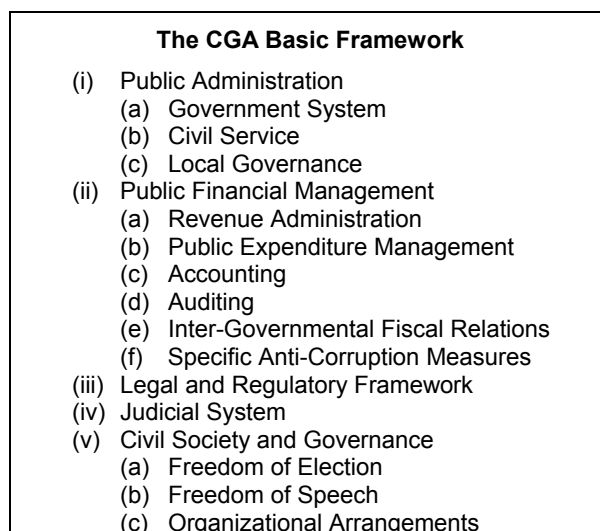 The CGA Basic Framework
(i) Public Administration
(a) Government System
(b) Civil Service
(c) Local Governance
(ii) Public Financial Management
(a) Revenue Administration
(b) Public Expenditure Management
(c) Accounting
(d) Auditing
(e) Inter-Governmental Fiscal Relations
(f) Specific Anti-Corruption Measures
(iii) Legal and Regulatory Framework
(iv) Judicial System
(v) Civil Society and Governance
(a) Freedom of Election
(b) Freedom of Speech
(c) Organizational Arrangements